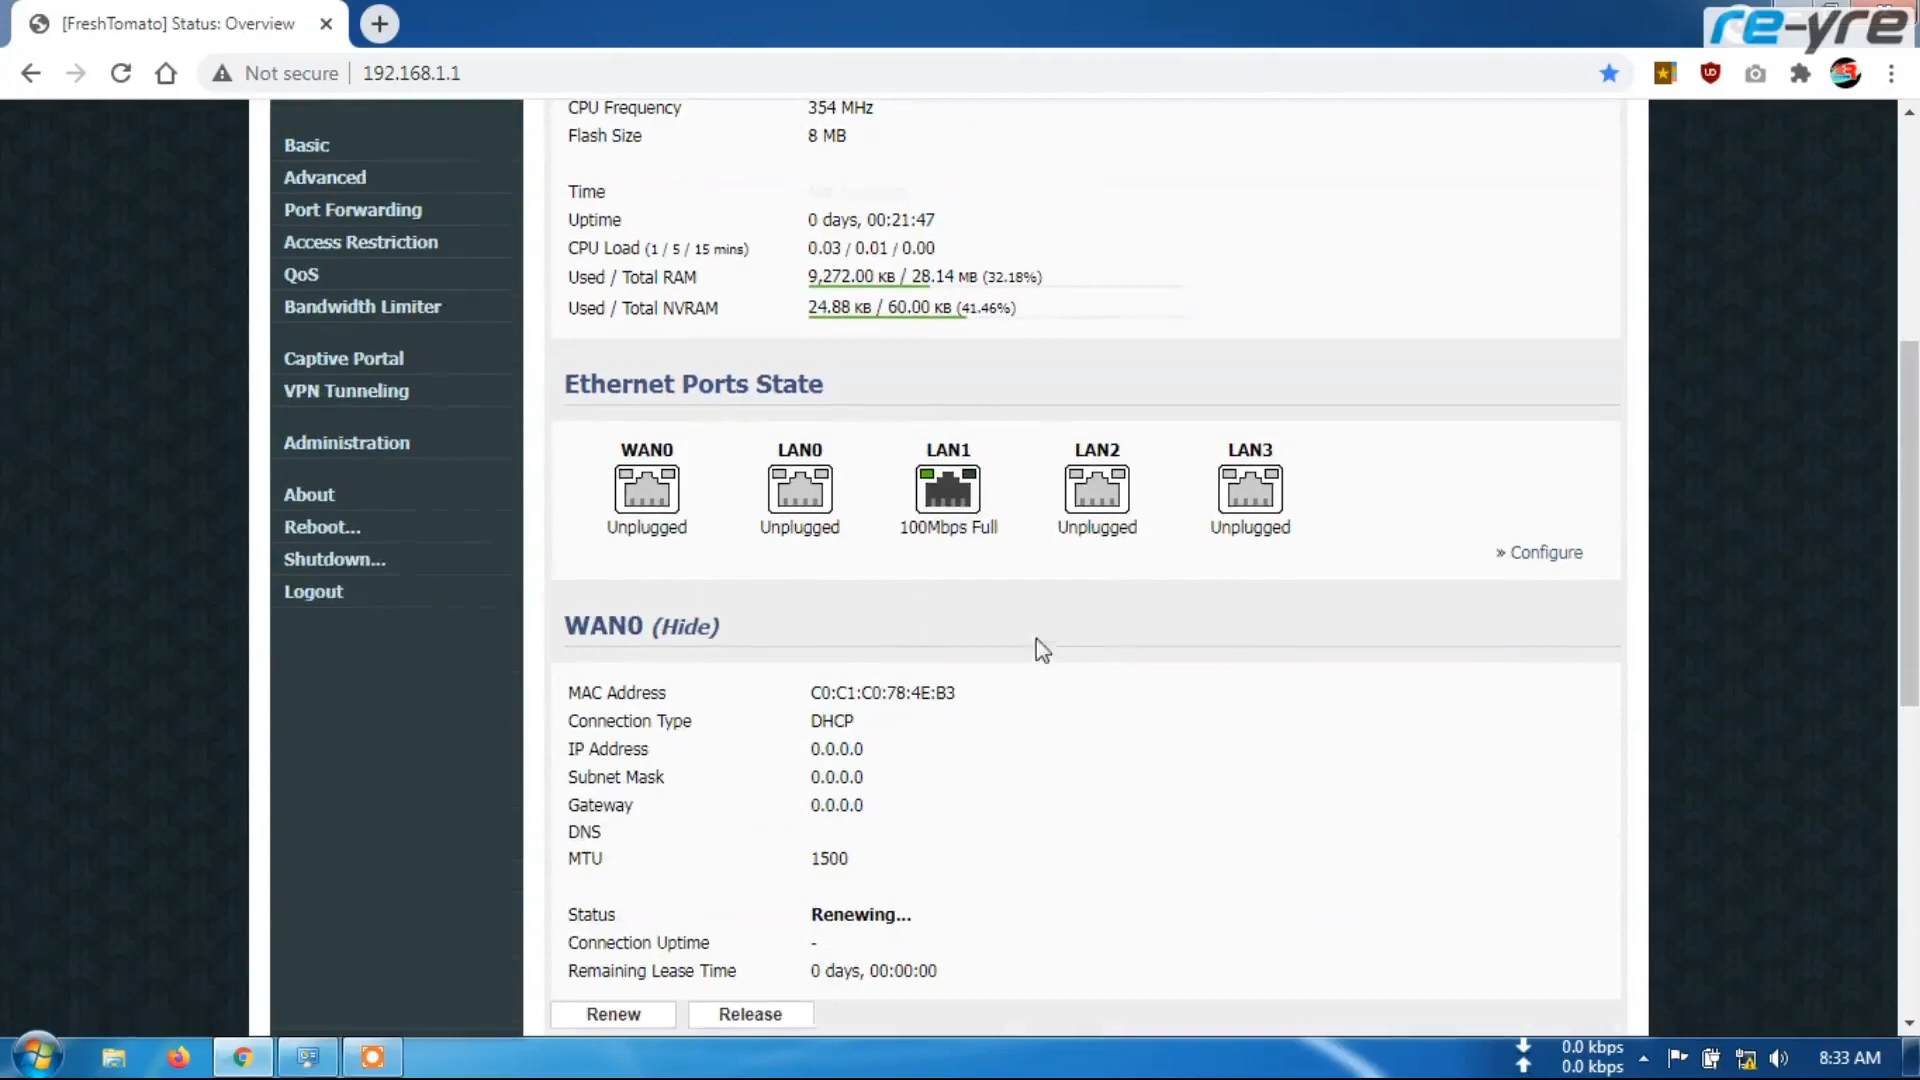 [FreshTomato] Status: Overview
re-yre
Not secure
192.168.1.1
Basic
Advanced
Port Forwarding
Access Restriction
QoS
Bandwidth Limiter
Captive Portal
VPN Tunneling
Administration
About
Reboot...
Shutdown...
Logout
CPU Frequency 354 MHz
Flash Size 8 MB
Time
Uptime 0 days, 00:21:47
CPU Load (1 / 5 / 15 mins) 0.03 / 0.01 / 0.00
Used / Total RAM 9,272.00 KB / 28.14 MB (32.18%)
Used / Total NVRAM 24.88 KB / 60.00 KB (41.46%)
Ethernet Ports State
WAN0 LAN0 LAN1 LAN2 LAN3
Unplugged Unplugged 100Mbps Full Unplugged Unplugged
» Configure
WAN0 (Hide)
MAC Address C0:C1:C0:78:4E:B3
Connection Type DHCP
IP Address 0.0.0.0
Subnet Mask 0.0.0.0
Gateway 0.0.0.0
DNS
MTU 1500
Status Renewing...
Connection Uptime -
Remaining Lease Time 0 days, 00:00:00
Renew Release
0.0 kbps
0.0 kbps
8:33 AM